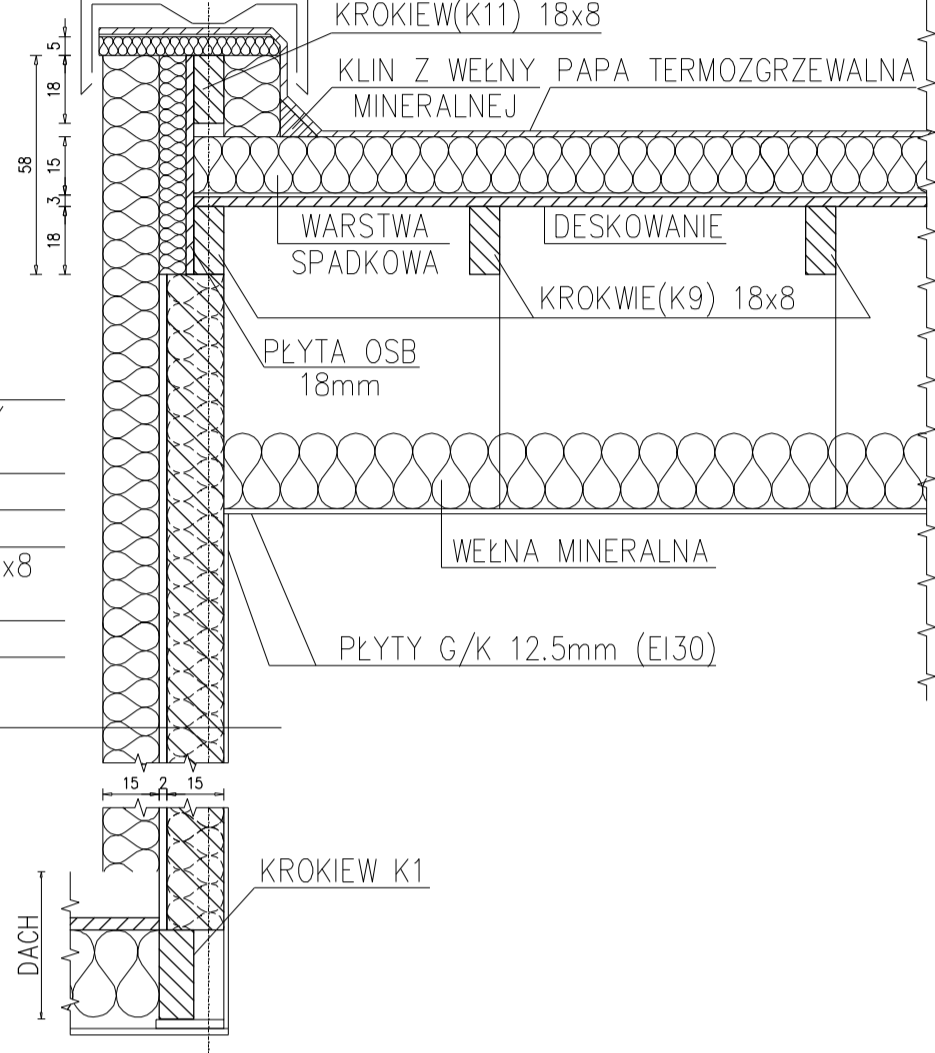 KROKIEW(K11) 18x8
KLIN Z WEŁNY
MINERALNEJ
PAPA TERMOZGRZEWALNA
5
18
58
15
3
18
WARSTWA
SPADKOWA
DESKOWANIE
KROKWIE(K9) 18x8
PŁYTA OSB
18mm
x8
WEŁNA MINERALNA
PŁYTY G/K 12.5mm (EI30)
15 2 15
KROKIEW K1
DACH